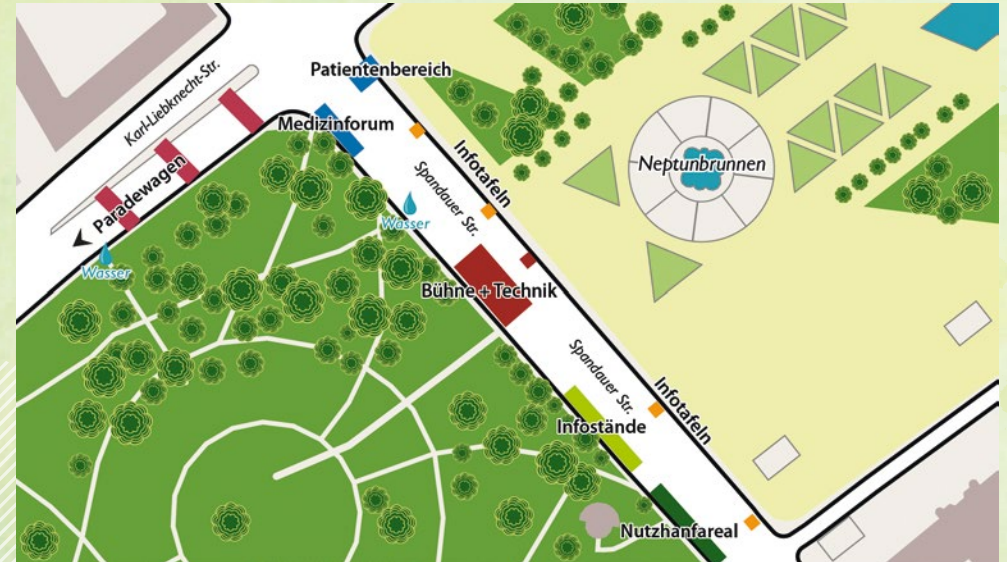 Karl-Liebknecht-Str.
Patientenbereich
Medizinforum
Infotafeln
Neptunbrunnen
Paradewagen
Spandauer Str.
Wasser
Wasser
Bühne + Technik
Spandauer Str.
Infotafeln
Infostände
Nutzhanfareal